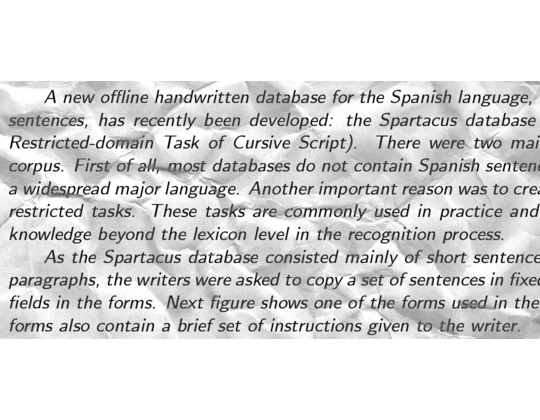 A new offline handwritten database for the Spanish language,
sentences, has recently been developed: the Spartacus database
Restricted-domain Task of Cursive Script). There were two
corpus. First of all, most databases do not contain Spanish
a widespread major language. Another important reason was to
restricted tasks. These tasks are commonly used in practice and
knowledge beyond the lexicon level in the recognition process.
As the Spartacus database consisted mainly of short
paragraphs, the writers were asked to copy a set of sentences in
fields in the forms. Next figure shows one of the forms used in the
forms also contain a brief set of instructions given to the writer.